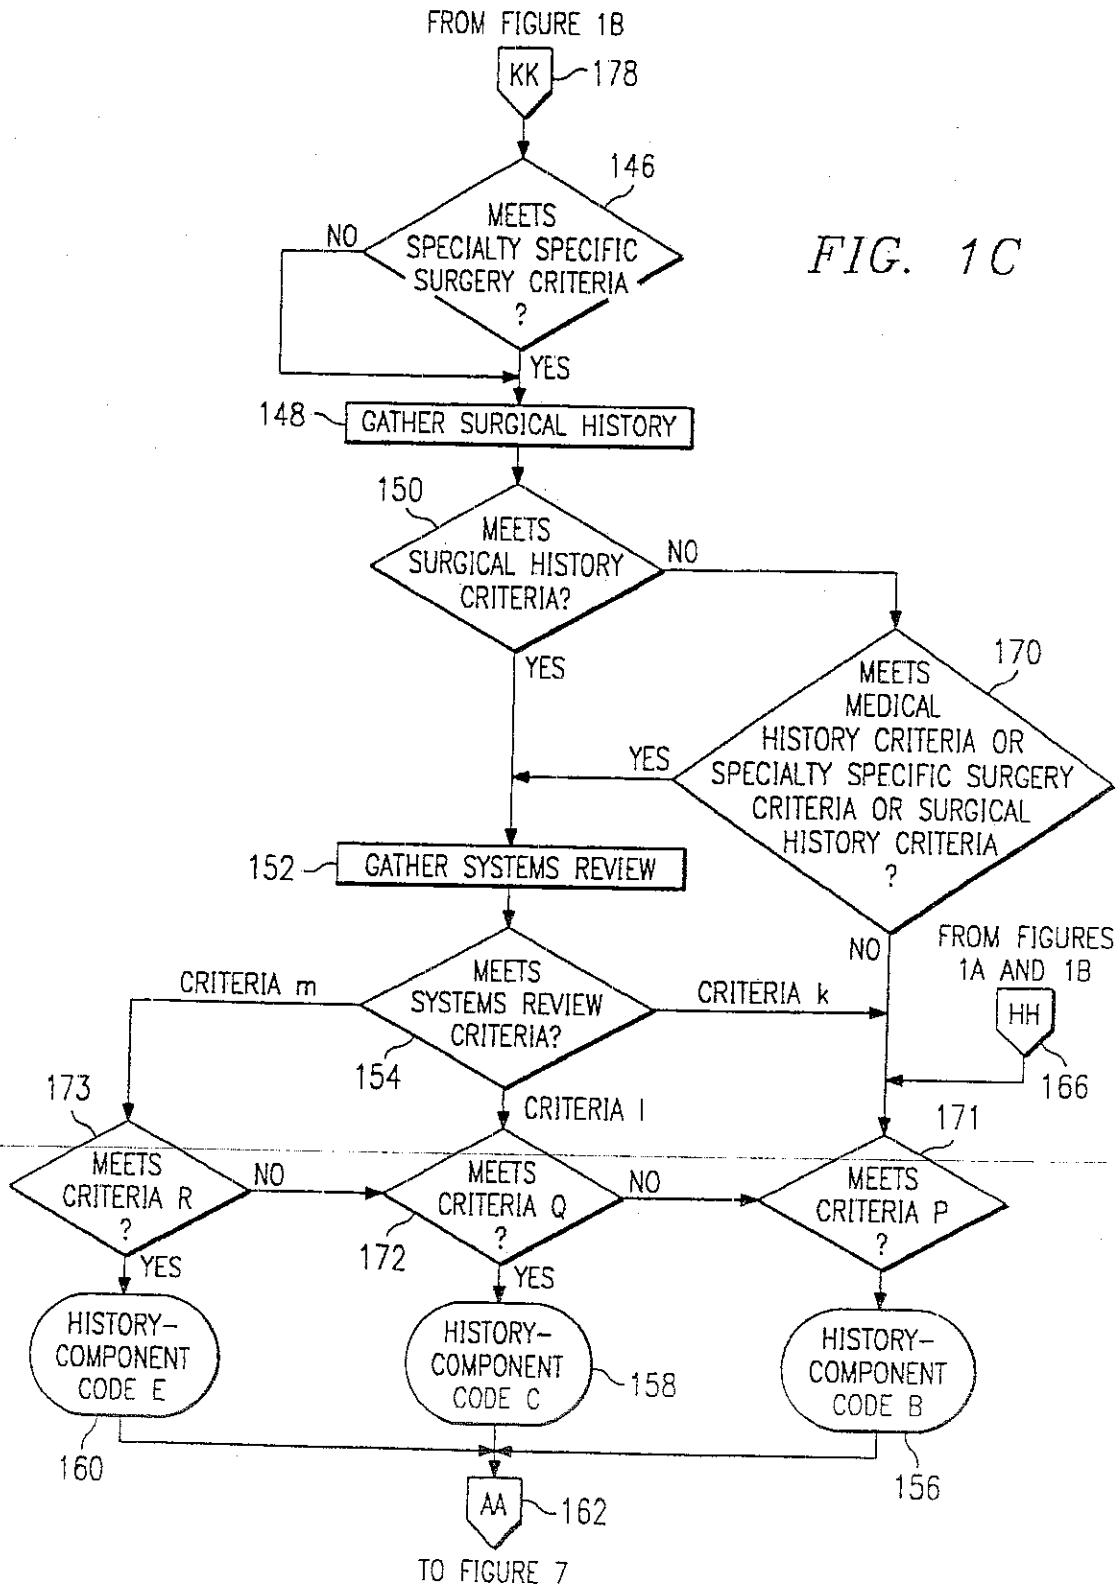 FROM FIGURE 1B
KK
178
146
MEETS
SPECIALTY SPECIFIC
SURGERY CRITERIA
?
NO
FIG. 1C
YES
148
GATHER SURGICAL HISTORY
150
MEETS
SURGICAL HISTORY
CRITERIA?
NO
YES
170
MEETS
MEDICAL
HISTORY CRITERIA OR
SPECIALTY SPECIFIC SURGERY
CRITERIA OR SURGICAL
HISTORY CRITERIA
?
YES
NO
152
GATHER SYSTEMS REVIEW
FROM FIGURES
1A AND 1B
HH
166
CRITERIA m
MEETS
SYSTEMS REVIEW
CRITERIA?
CRITERIA k
154
CRITERIA l
173
MEETS
CRITERIA R
?
NO
YES
MEETS
CRITERIA Q
?
172
NO
YES
171
MEETS
CRITERIA P
?
HISTORY-
COMPONENT
CODE E
160
HISTORY-
COMPONENT
CODE C
158
HISTORY-
COMPONENT
CODE B
156
AA
162
TO FIGURE 7